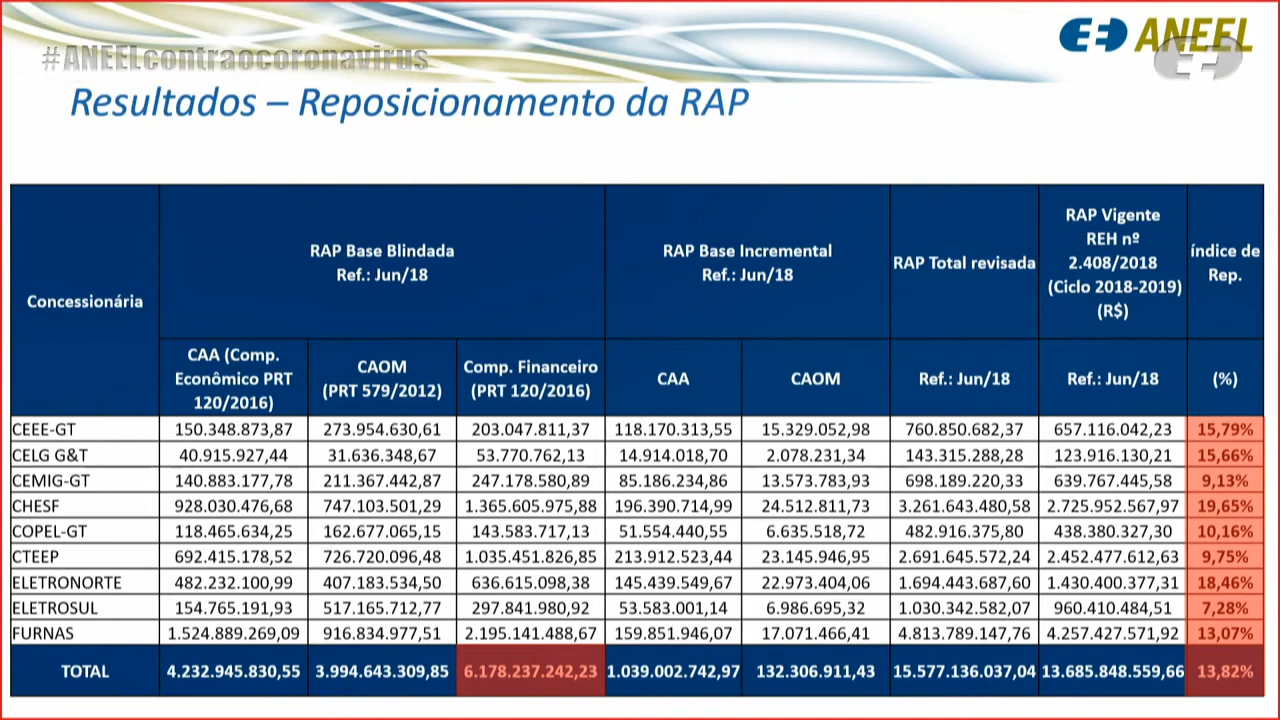 ANEEL
#ANEELcontraocoronavirus
Resultados – Reposicionamento da RAP
Concessionária
RAP Base Blindada
Ref.: Jun/18
RAP Base Incremental
Ref.: Jun/18
RAP Total revisada
RAP Vigente
REH nº
2.408/2018
(Ciclo 2018-2019)
(R$)
índice de
Rep.
CAA (Comp.
Econômico PRT
120/2016)
CAOM
(PRT 579/2012)
Comp. Financeiro
(PRT 120/2016)
CAA
CAOM
Ref.: Jun/18
Ref.: Jun/18
(%)
CEEE-GT 150.348.873,87 273.954.630,61 203.047.811,37 118.170.313,55 15.329.052,98 760.850.682,37 657.116.042,23 15,79%
CELG G&T 40.915.927,44 31.636.348,67 53.770.762,13 14.914.018,70 2.078.231,34 143.315.288,28 123.916.130,21 15,66%
CEMIG-GT 140.883.177,78 211.367.442,87 247.178.580,89 85.186.234,86 13.573.783,93 698.189.220,33 639.767.445,58 9,13%
CHESF 928.030.476,68 747.103.501,29 1.365.605.975,88 196.390.714,99 24.512.811,73 3.261.643.480,58 2.725.952.567,97 19,65%
COPEL-GT 118.465.634,25 162.677.065,15 143.583.717,13 51.554.440,55 6.635.518,72 482.916.375,80 438.380.327,30 10,16%
CTEEP 692.415.178,52 726.720.096,48 1.035.451.826,85 213.912.523,44 23.145.946,95 2.691.645.572,24 2.452.477.612,63 9,75%
ELETRONORTE 482.232.100,99 407.183.534,50 636.615.098,38 145.439.549,67 22.973.404,06 1.694.443.687,60 1.430.400.377,31 18,46%
ELETROSUL 154.765.191,93 517.165.712,77 297.841.980,92 53.583.001,14 6.986.695,32 1.030.342.582,07 960.410.484,51 7,28%
FURNAS 1.524.889.269,09 916.834.977,51 2.195.141.488,67 159.851.946,07 17.071.466,41 4.813.789.147,76 4.257.427.571,92 13,07%
TOTAL 4.232.945.830,55 3.994.643.309,85 6.178.237.242,23 1.039.002.742,97 132.306.911,43 15.577.136.037,04 13.685.848.559,66 13,82%